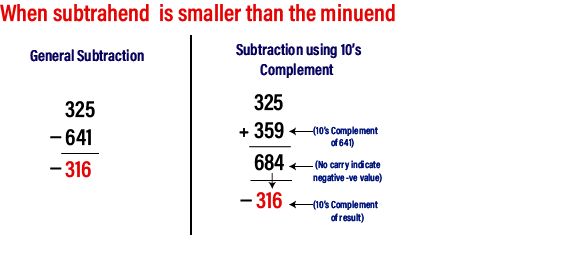 When subtrahend is smaller than the minuend
General Subtraction
325
– 641
– 316
Subtraction using 10's
Complement
325
+ 359 (10's Complement
of 641)
684 (No carry indicate
negative -ve value)
– 316 (10's Complement
of result)